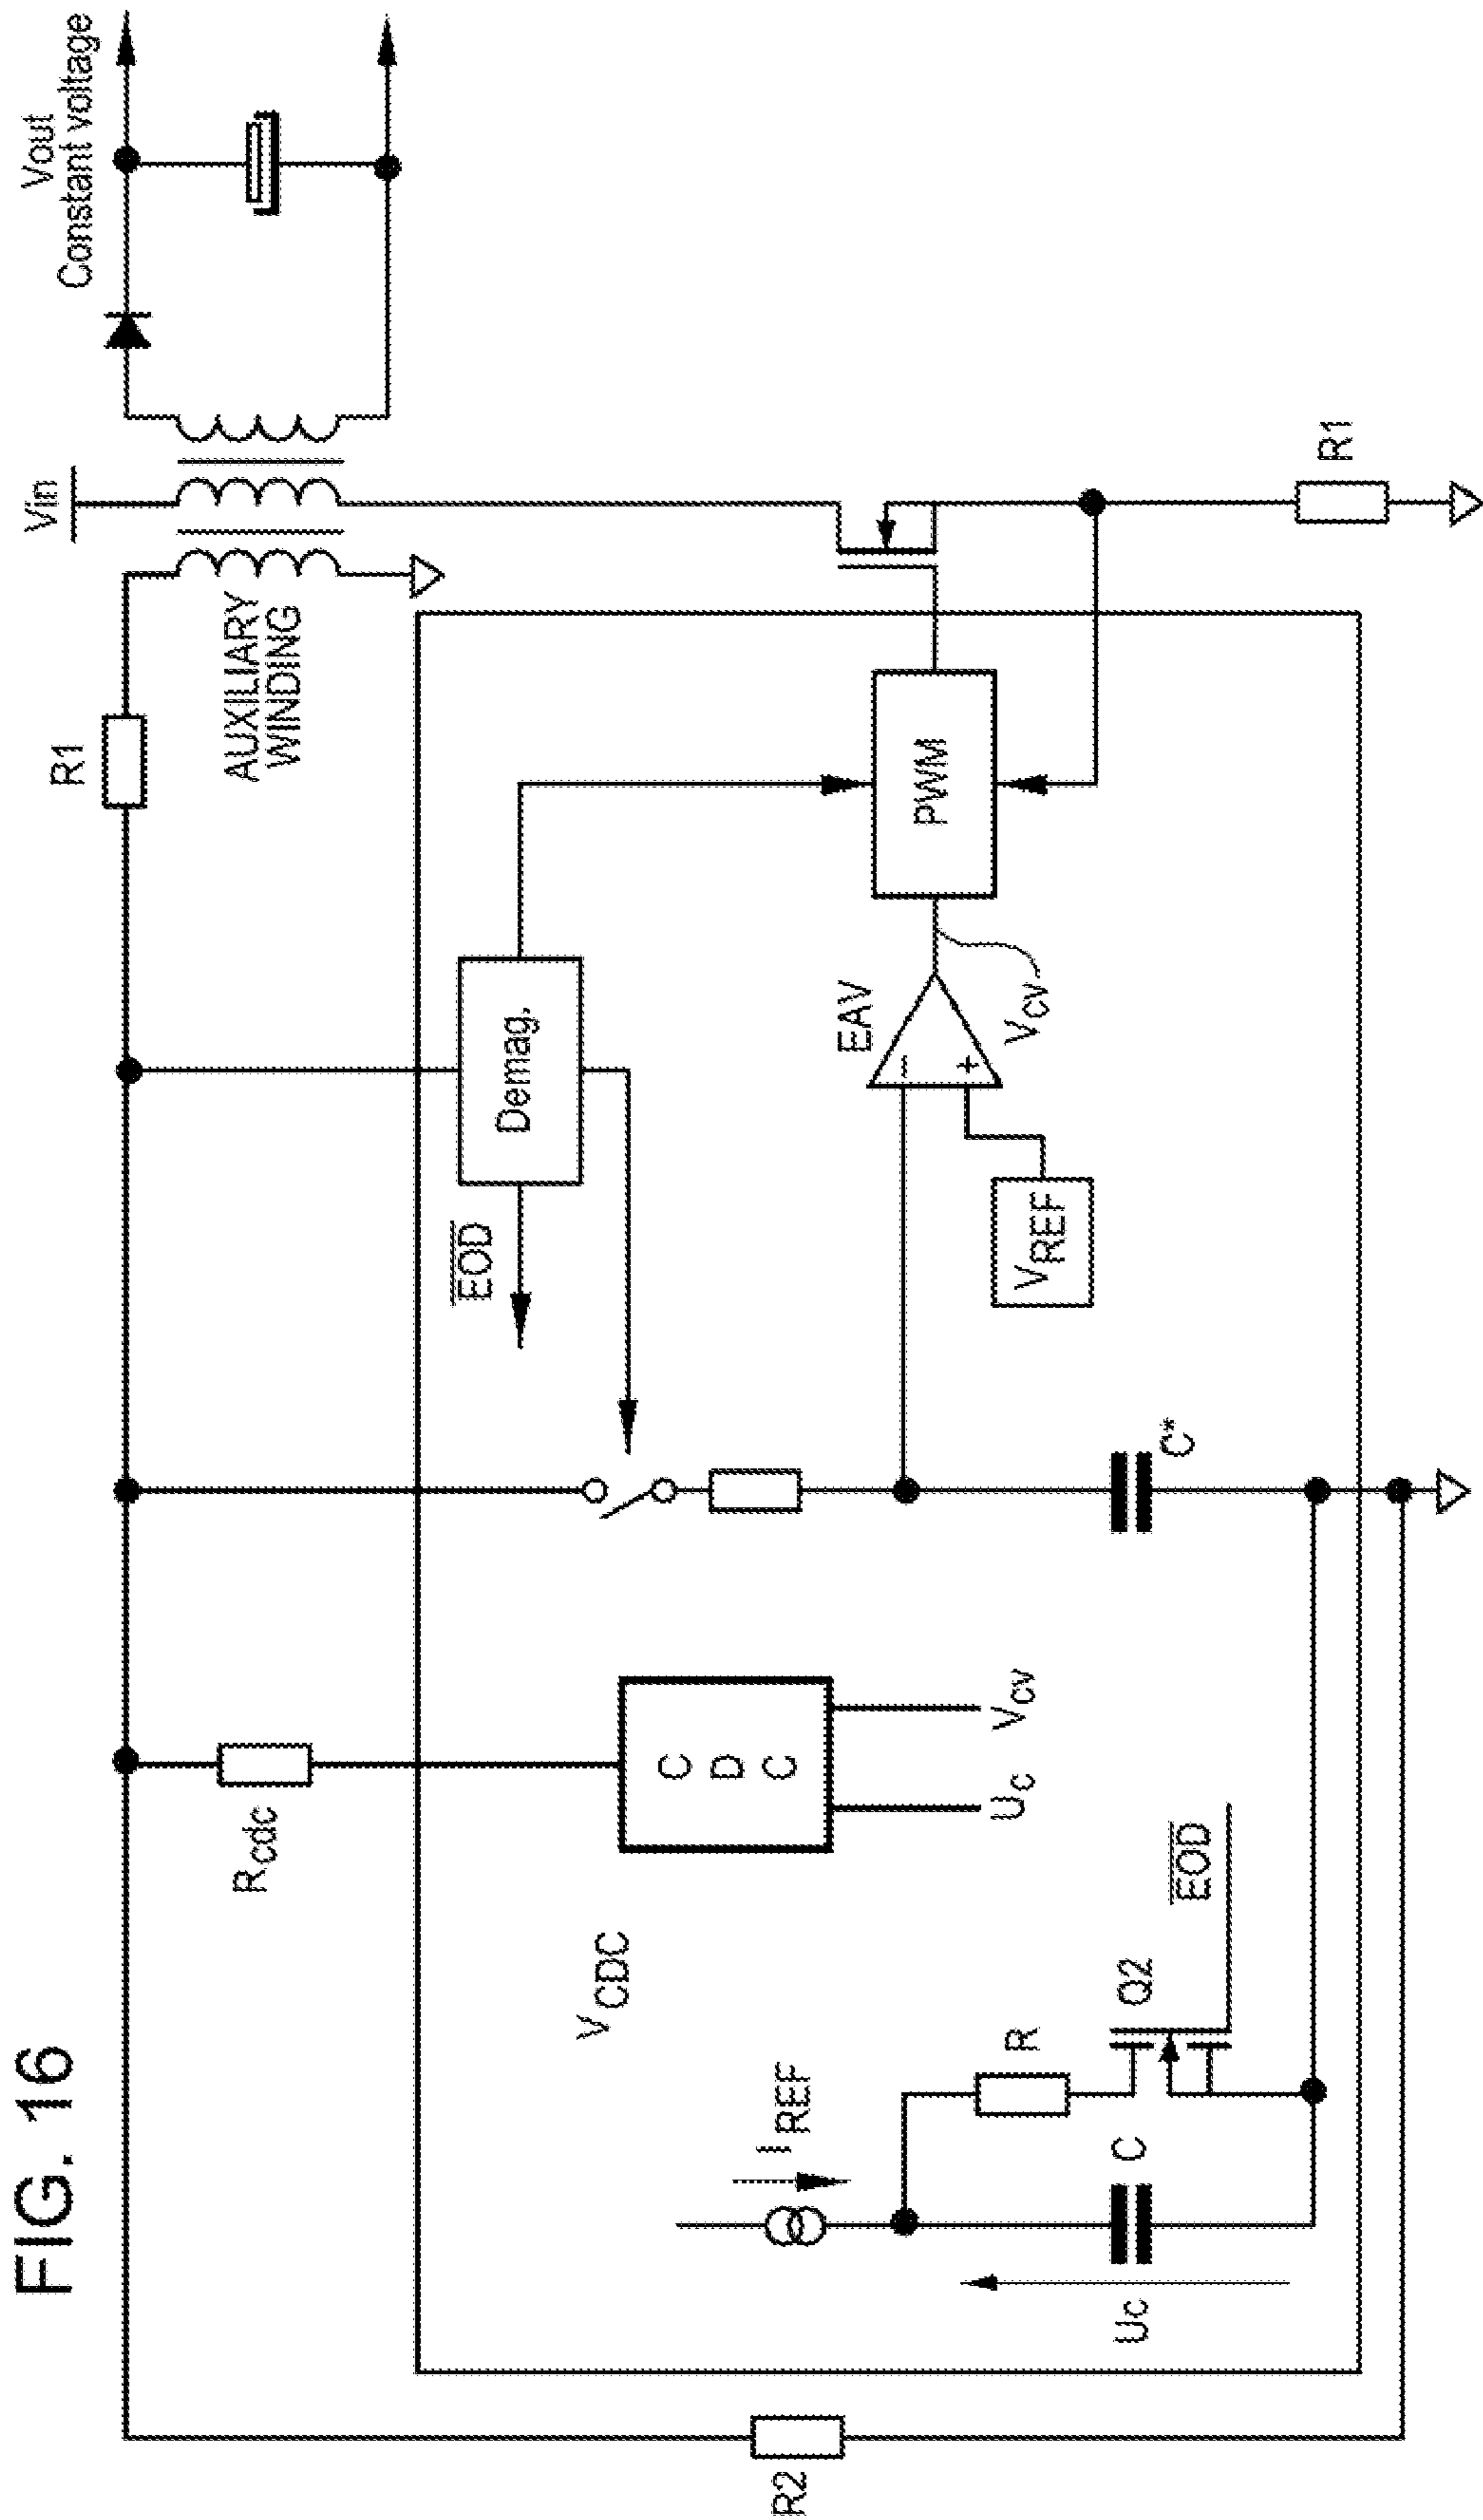 FIG. 16
Vout
Constant voltage
Vin
R1
AUXILIARY
WINDING
R1
PWM
Demag.
EOD
EAV
Vcv
VREF
C*
Rcdc
C
D
C
Uc
Vcv
VCDC
EOD
Q2
R
IREF
C
Uc
R2